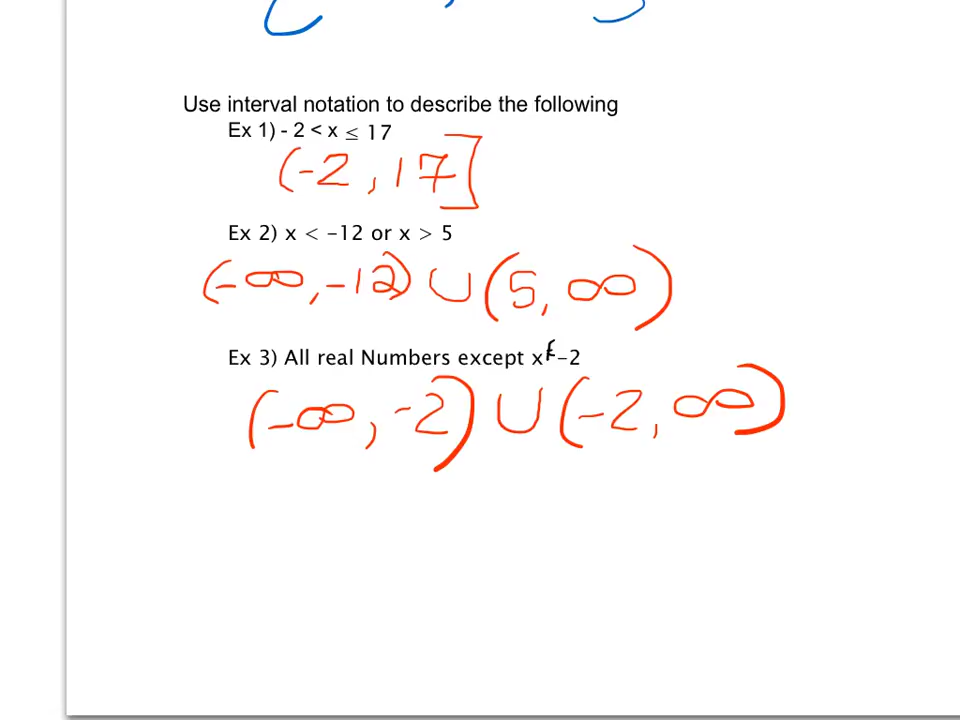 Use interval notation to describe the following
Ex 1) - 2 < x ≤ 17
(-2, 17]
Ex 2) x < -12 or x > 5
(-∞, -12) ∪ (5, ∞)
Ex 3) All real Numbers except x -2
(-∞, -2) ∪ (-2, ∞)